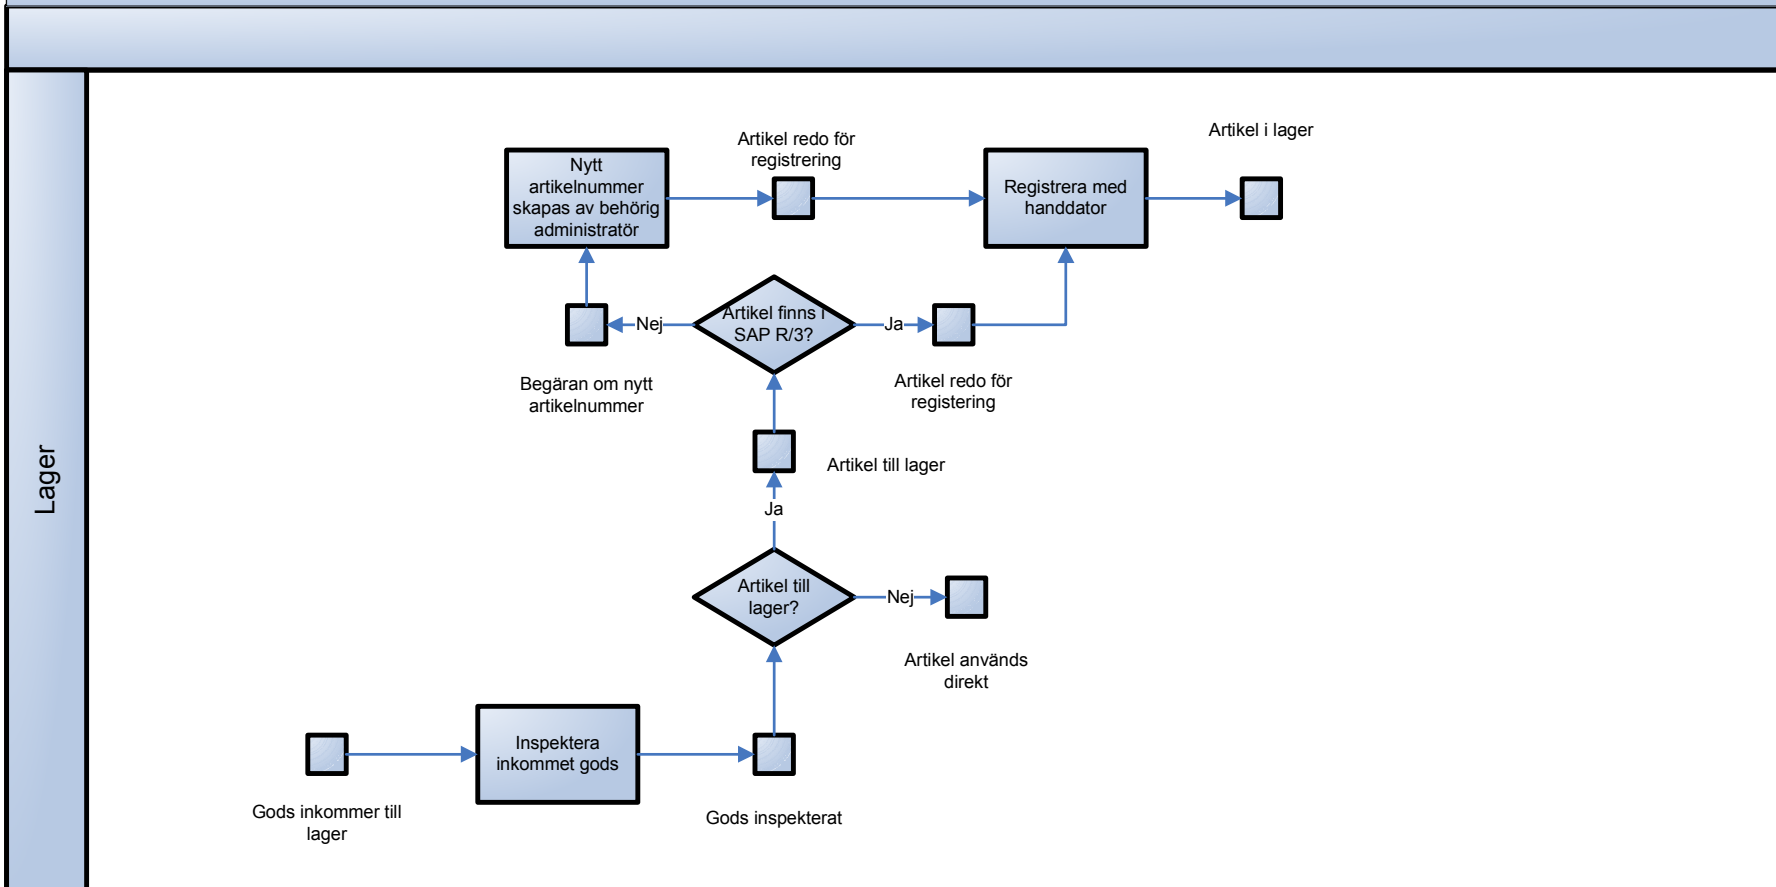 Artikel i lager
Artikel redo för
registrering
Nytt
artikelnummer
skapas av behörig
administratör
Registrera med
handdator
Nej
Artikel finns i
SAP R/3?
Ja
Begäran om nytt
artikelnummer
Artikel redo för
registering
Lager
Artikel till lager
Ja
Artikel till
lager?
Nej
Artikel används
direkt
Inspektera
inkommet gods
Gods inkommer till
lager
Gods inspekterat